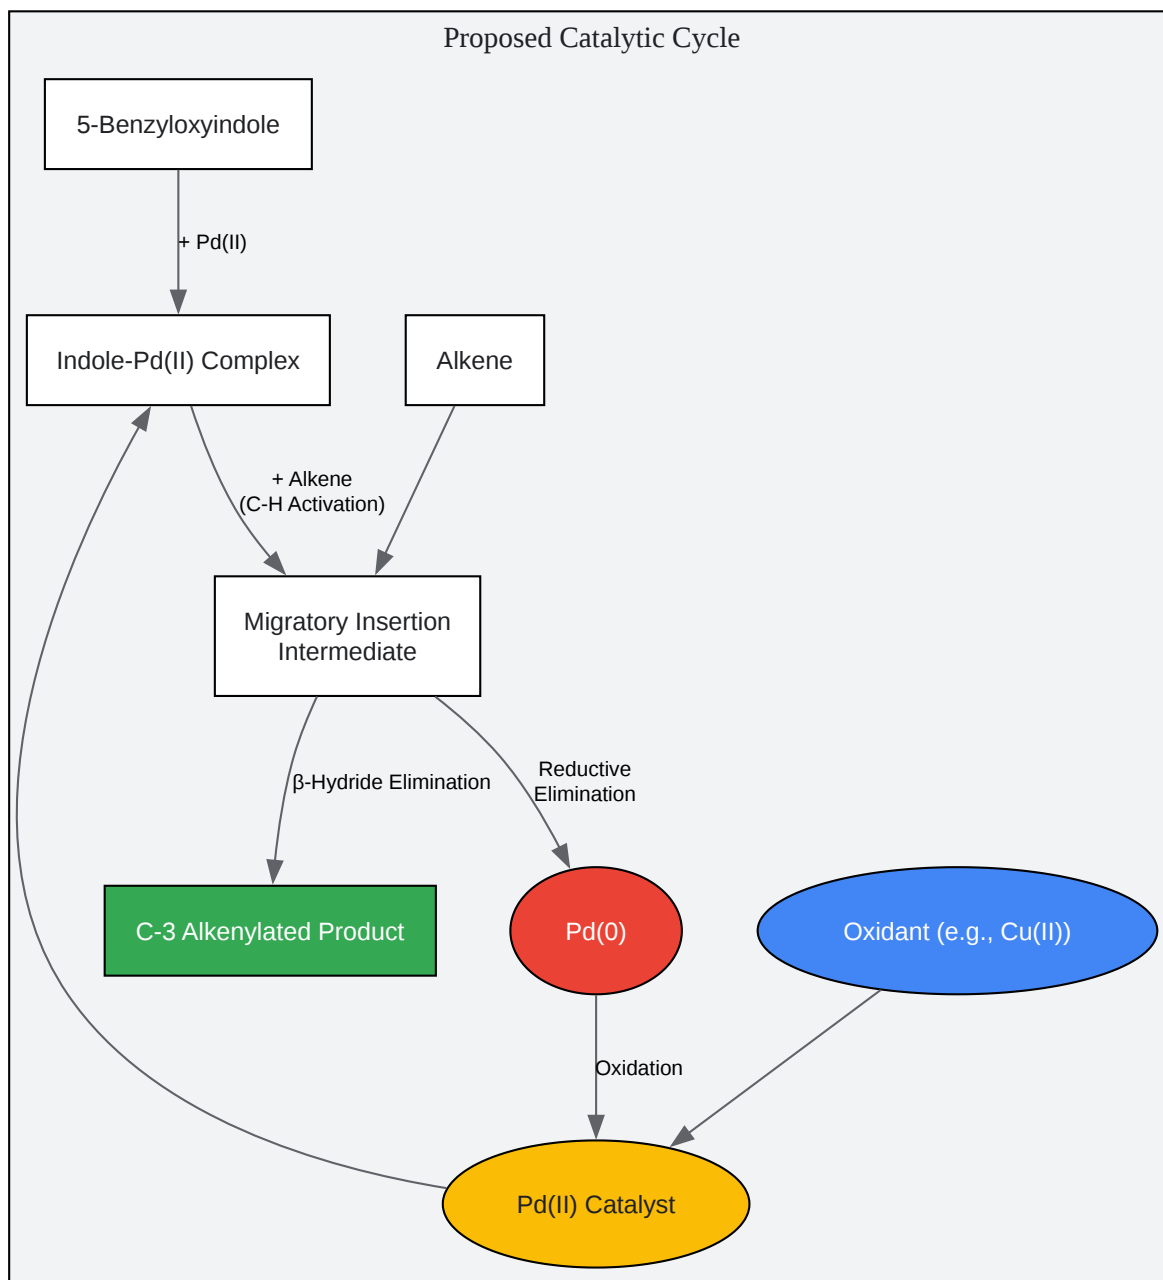 Proposed Catalytic Cycle
5-Benzyloxyindole
+ Pd(II)
Indole-Pd(II) Complex
Alkene
+ Alkene
(C-H Activation)
Migratory Insertion
Intermediate
β-Hydride Elimination
Reductive
Elimination
C-3 Alkenylated Product
Pd(0)
Oxidant (e.g., Cu(II))
Oxidation
Pd(II) Catalyst